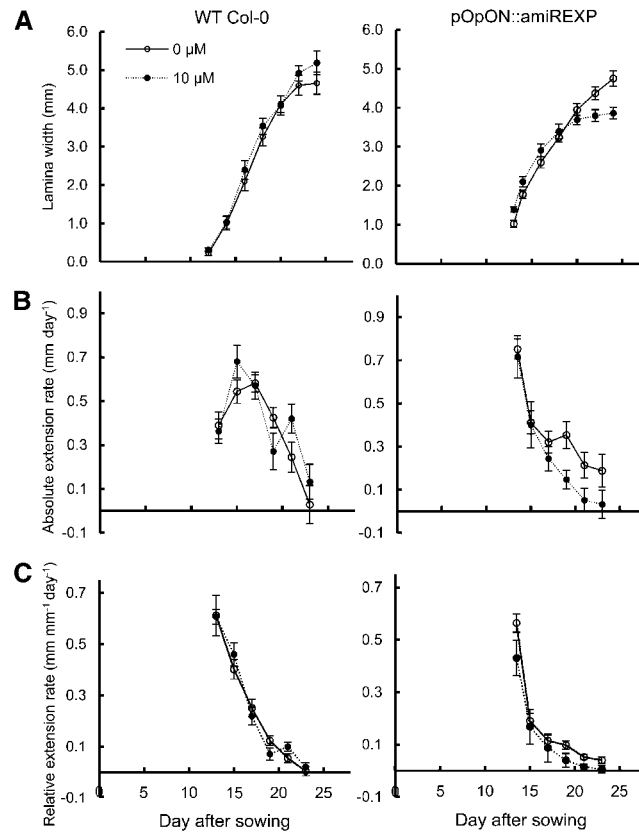 A
WT Col-0
pOpON::amiREXP
0 µM
10 µM
Lamina width (mm)
6.0
5.0
4.0
3.0
2.0
1.0
0.0
6.0
5.0
4.0
3.0
2.0
1.0
0.0
B
Absolute extension rate (mm day-1)
0.9
0.7
0.5
0.3
0.1
-0.1
0.9
0.7
0.5
0.3
0.1
-0.1
C
Relative extension rate (mm mm-1 day-1)
0.7
0.5
0.3
0.1
-0.1
0.7
0.5
0.3
0.1
-0.1
0 5 10 15 20 25
0 5 10 15 20 25
Day after sowing
Day after sowing